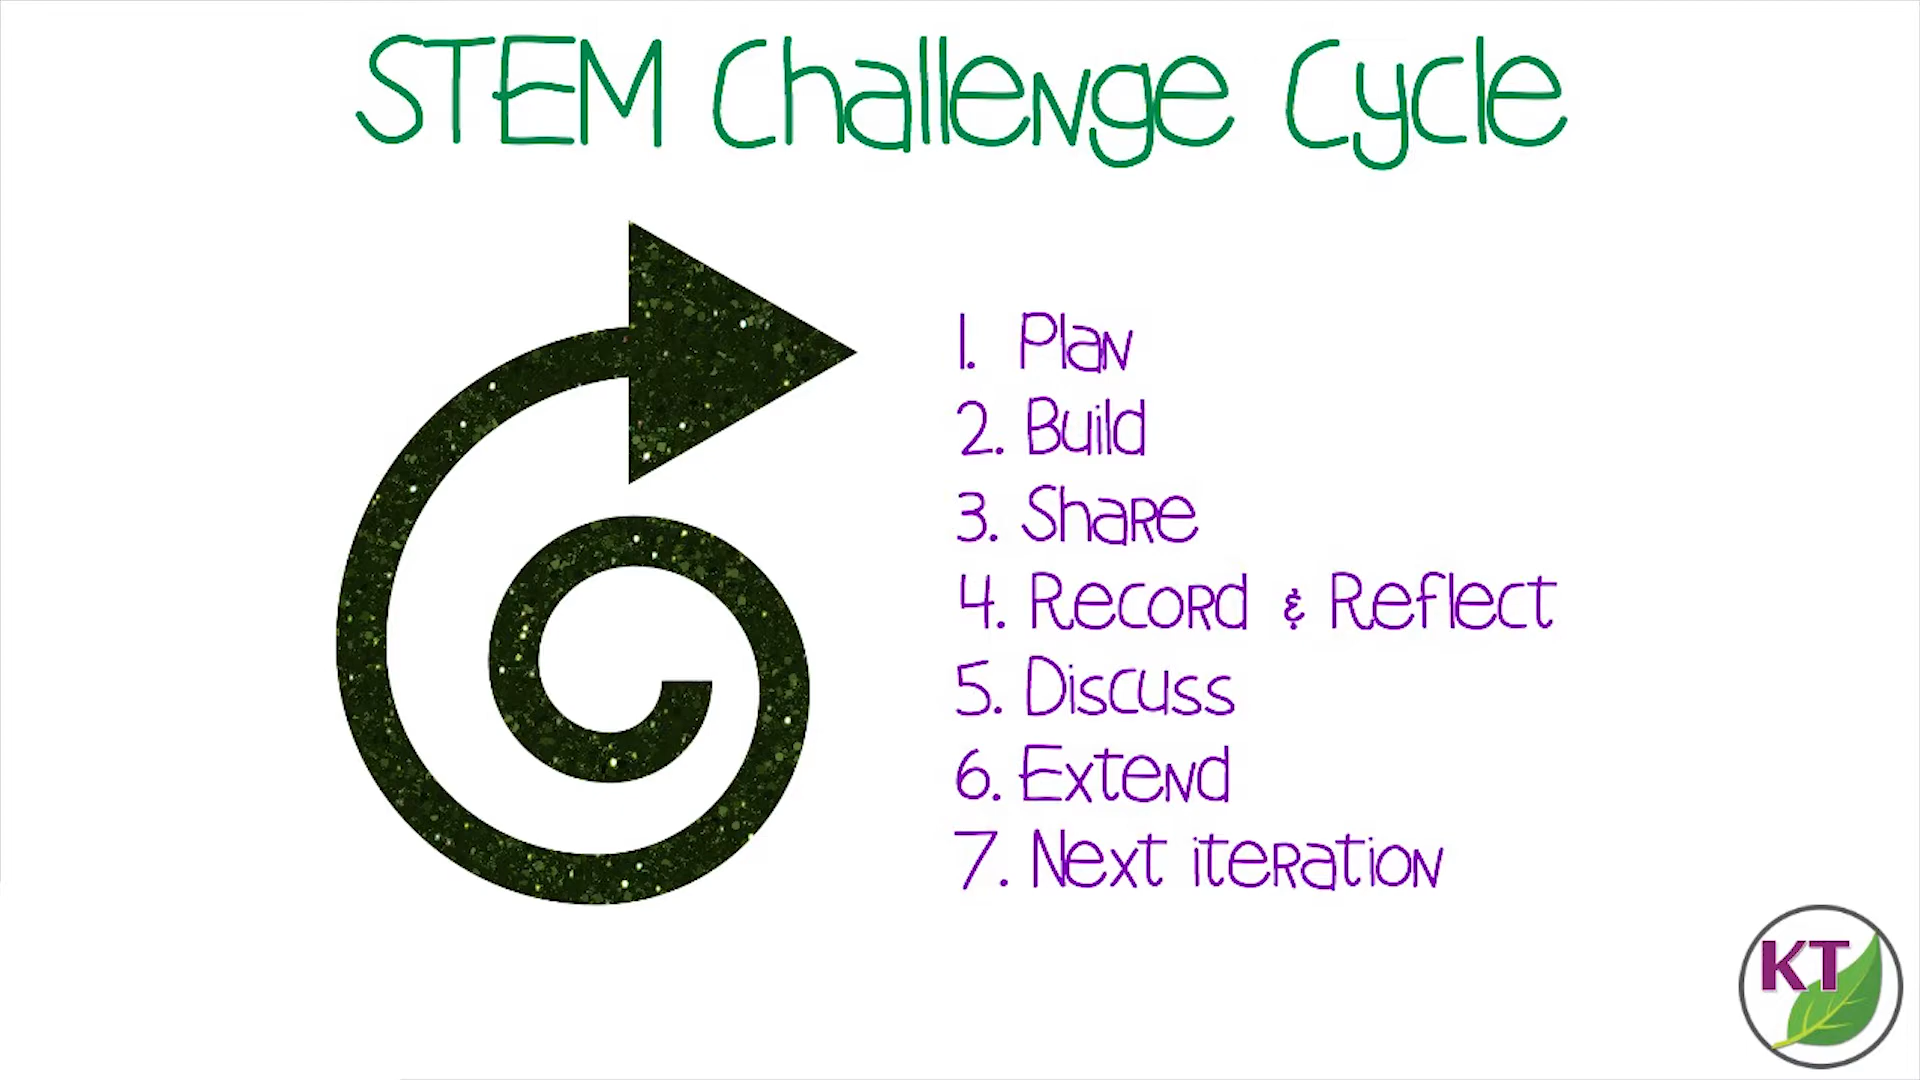 STEM Challenge Cycle
1. Plan
2. Build
3. Share
4. Record & Reflect
5. Discuss
6. Extend
7. Next iteration
KT